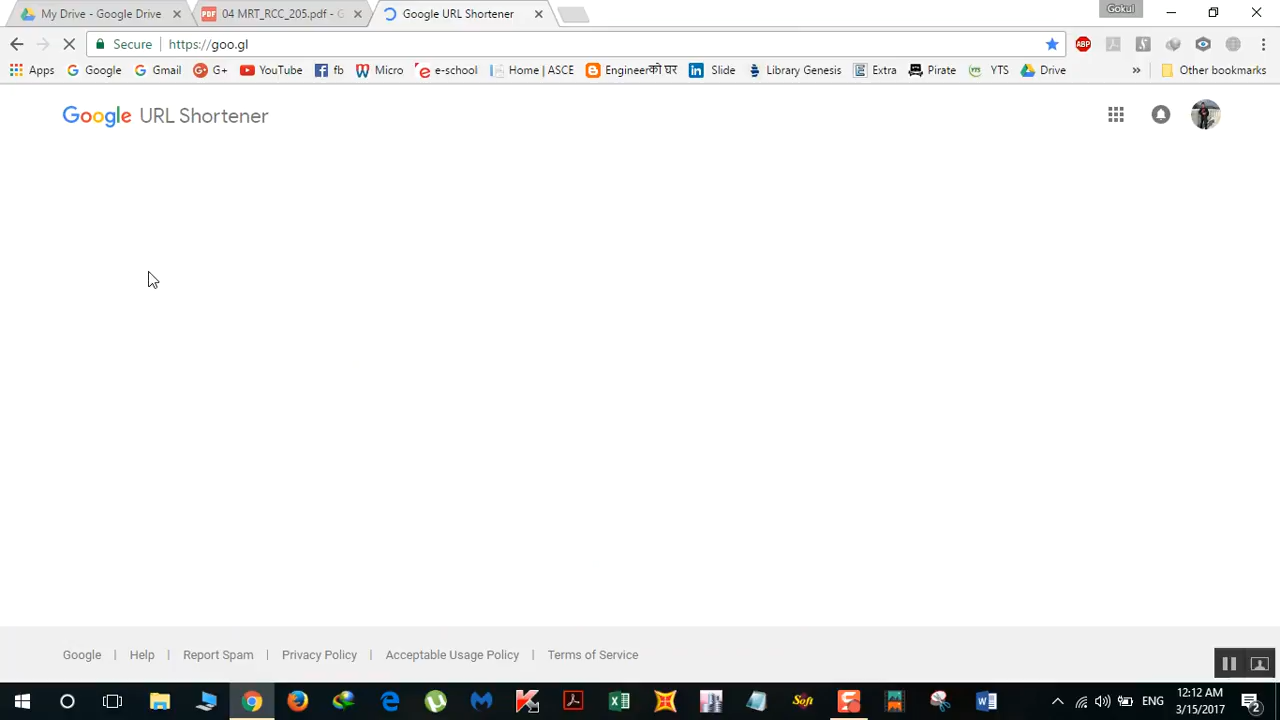 Gokul
My Drive - Google Drive
04 MRT_RCC_205.pdf - G
Google URL Shortener
Secure
https://goo.gl
ABP
Apps
Google
Gmail
G+
YouTube
fb
Micro
e-school
Home | ASCE
Engineerको घर
Slide
Library Genesis
Extra
Pirate
YTS
Drive
»
Other bookmarks
Google URL Shortener
Google | Help | Report Spam | Privacy Policy | Acceptable Usage Policy | Terms of Service
Soft
ENG
12:12 AM
3/15/2017
2